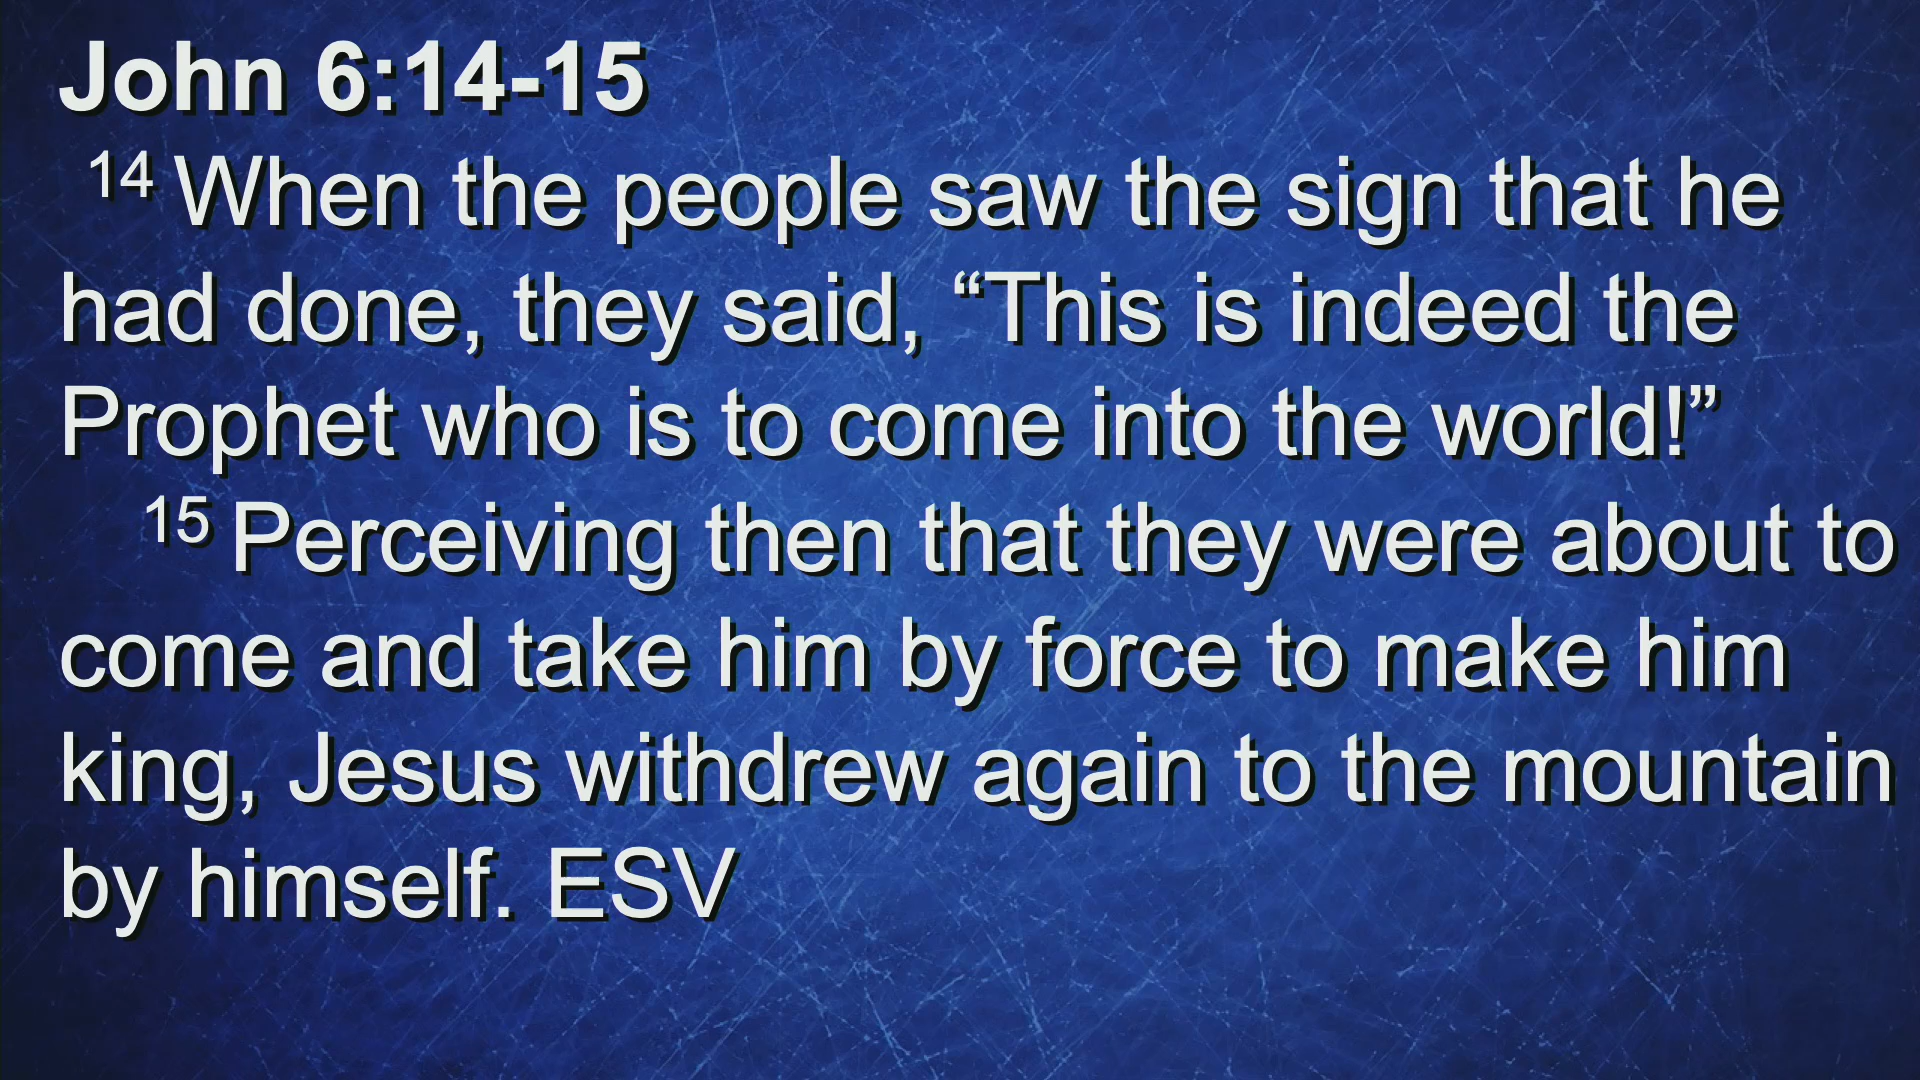 John 6:14-15
14 When the people saw the sign that he
had done, they said, “This is indeed the
Prophet who is to come into the world!”
15 Perceiving then that they were about to
come and take him by force to make him
king, Jesus withdrew again to the mountain
by himself. ESV